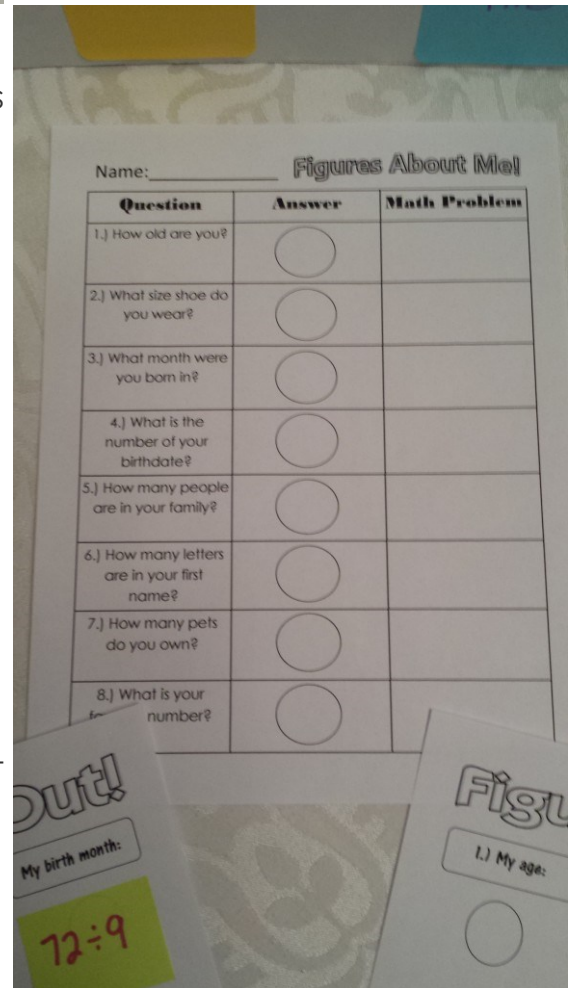 Name:
Figures About Me!
Question Answer Math Problem
1.) How old are you?
2.) What size shoe do
you wear?
3.) What month were
you born in?
4.) What is the
number of your
birthdate?
5.) How many people
are in your family?
6.) How many letters
are in your first
name?
7.) How many pets
do you own?
8.) What is your
number?
Out!
My birth month:
72÷9
Figu
1.) My age: